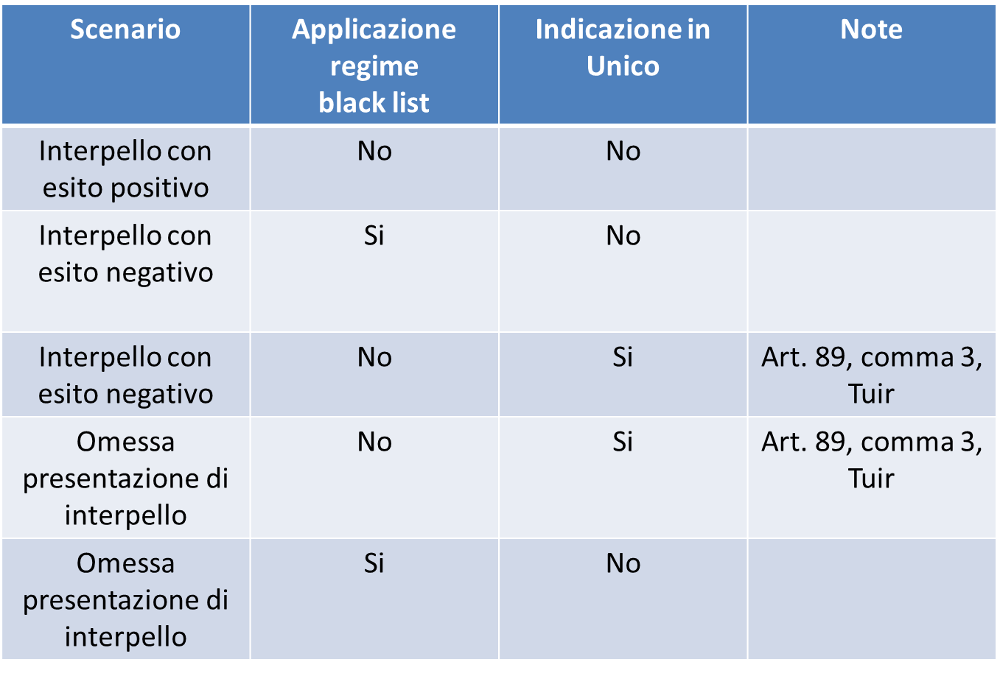 Scenario
Applicazione
regime
black list
Indicazione in
Unico
Note
Interpello con
esito positivo
No
No
Interpello con
esito negativo
Si
No
Interpello con
esito negativo
No
Si
Art. 89, comma 3,
Tuir
Omessa
presentazione di
interpello
No
Si
Art. 89, comma 3,
Tuir
Omessa
presentazione di
interpello
Si
No